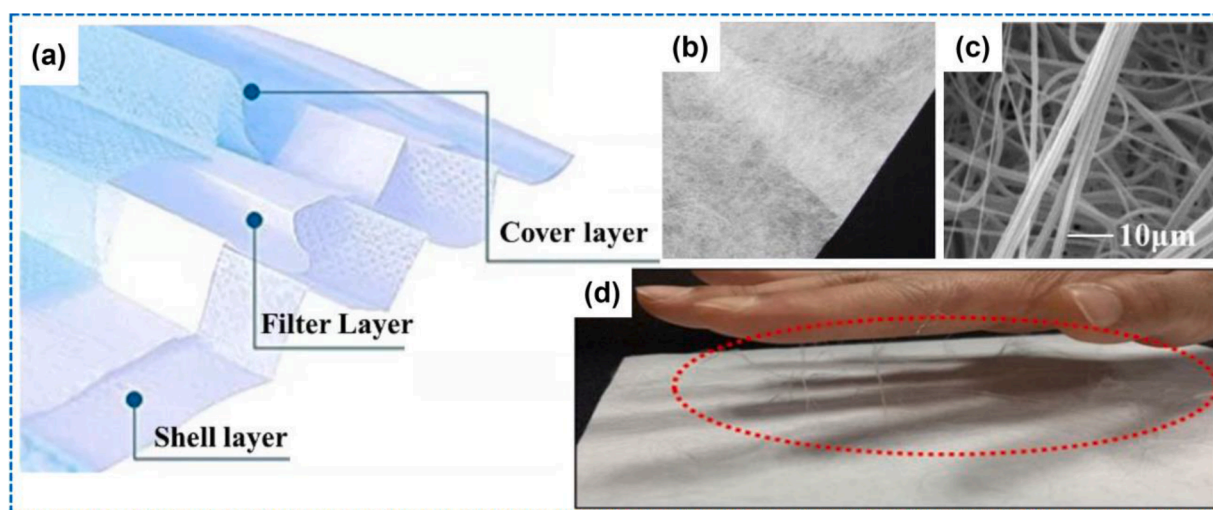 (a)
Cover layer
Filter Layer
Shell layer
(b)
(c)
10μm
(d)